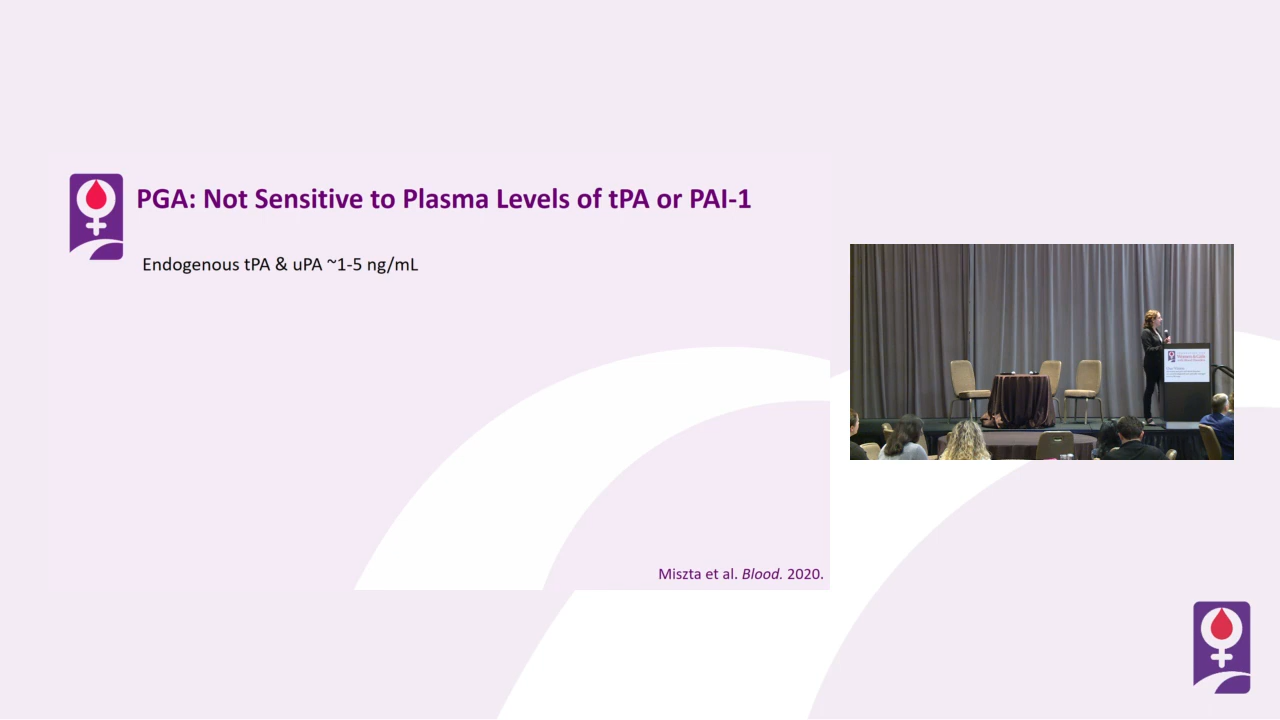 PGA: Not Sensitive to Plasma Levels of tPA or PAI-1
Endogenous tPA & uPA ~1-5 ng/mL
Miszta et al. Blood. 2020.